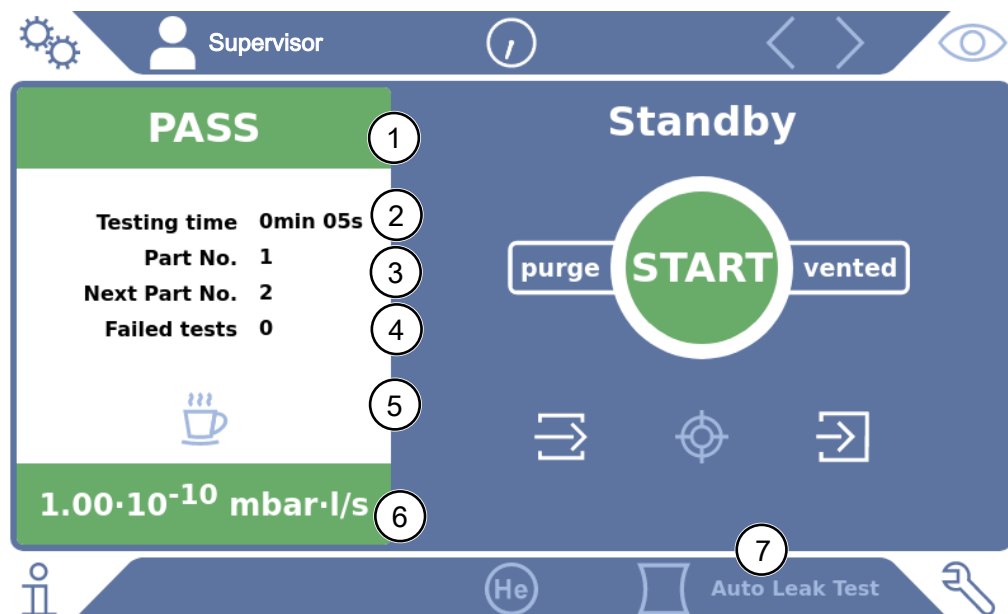 Supervisor
PASS
1
Testing time 0min 05s
2
Part No. 1
3
Next Part No. 2
Failed tests 0
4
5
1.00·10⁻¹⁰ mbar·l/s
6
Standby
purge START vented
7
He
Auto Leak Test